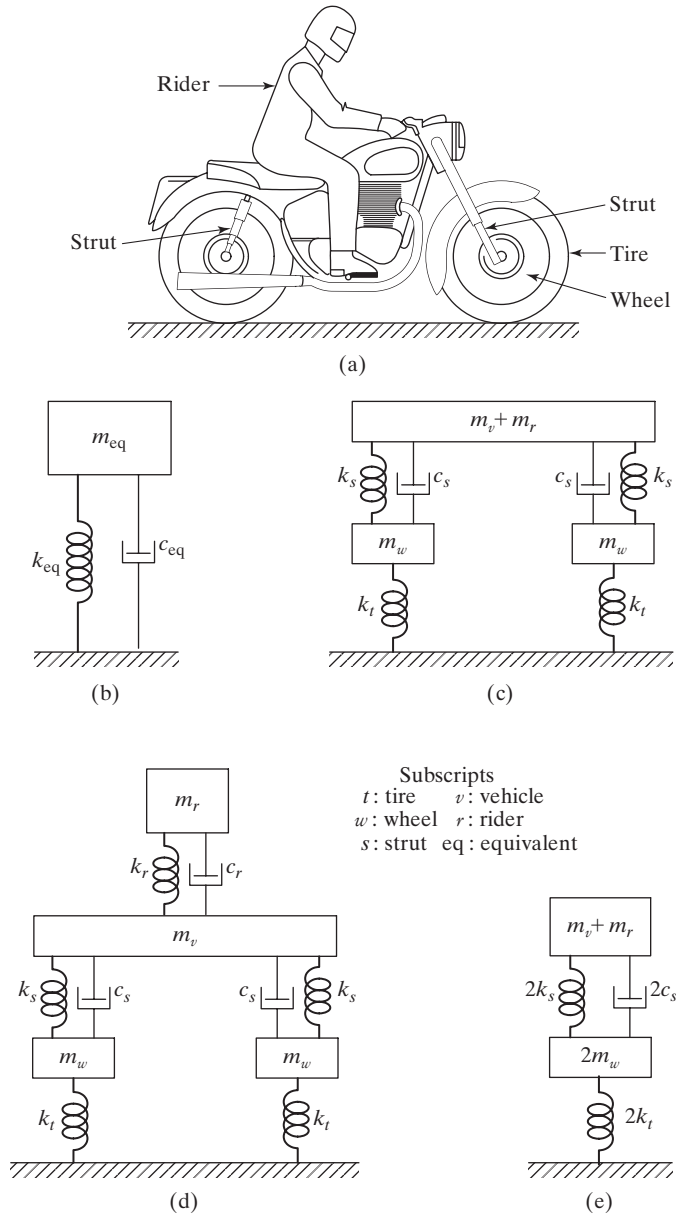 Rider
Strut
Strut
Tire
Wheel
(a)
m_eq
k_eq
c_eq
(b)
m_v + m_r
k_s
c_s
c_s
k_s
m_w
m_w
k_t
k_t
(c)
m_r
k_r
c_r
m_v
k_s
c_s
c_s
k_s
m_w
m_w
k_t
k_t
(d)
Subscripts
t : tire v : vehicle
w : wheel r : rider
s : strut eq : equivalent
m_v + m_r
2k_s
2c_s
2m_w
2k_t
(e)